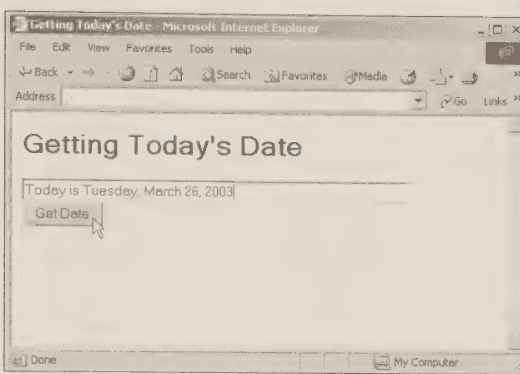 Getting Today's Date - Microsoft Internet Explorer
File Edit View Favorites Tools Help
Back Search Favorites Media
Address Go Links »
Getting Today's Date
Today is Tuesday, March 26, 2003
Get Date
Done My Computer